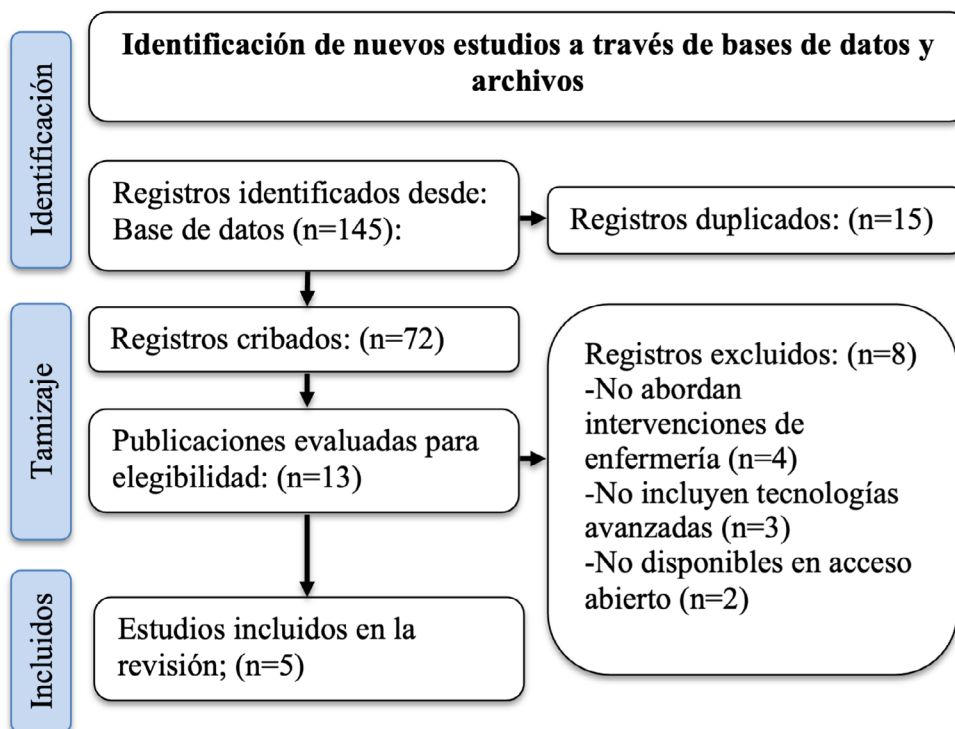 Identificación
Identificación de nuevos estudios a través de bases de datos y
archivos
Registros identificados desde:
Base de datos (n=145):
Registros duplicados: (n=15)
Tamizaje
Registros cribados: (n=72)
Publicaciones evaluadas para
elegibilidad: (n=13)
Registros excluidos: (n=8)
-No abordan
intervenciones de
enfermería (n=4)
-No incluyen tecnologías
avanzadas (n=3)
-No disponibles en acceso
abierto (n=2)
Incluidos
Estudios incluidos en la
revisión; (n=5)